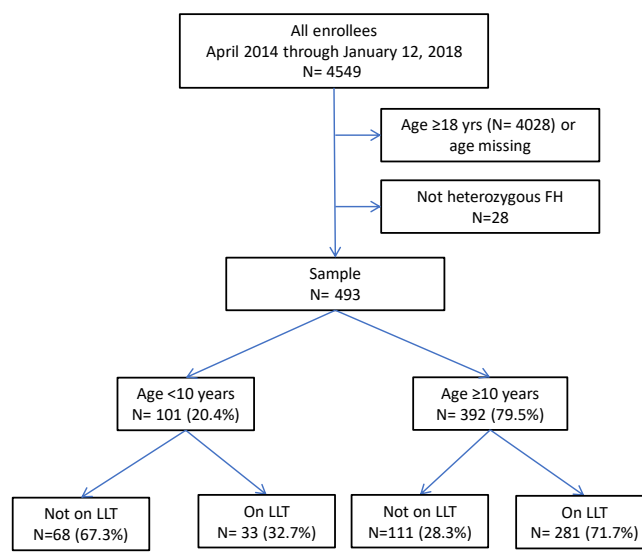 All enrollees
April 2014 through January 12, 2018
N= 4549
Age ≥18 yrs (N= 4028) or
age missing
Not heterozygous FH
N=28
Sample
N= 493
Age <10 years
N= 101 (20.4%)
Age ≥10 years
N= 392 (79.5%)
Not on LLT
N=68 (67.3%)
On LLT
N= 33 (32.7%)
Not on LLT
N=111 (28.3%)
On LLT
N= 281 (71.7%)